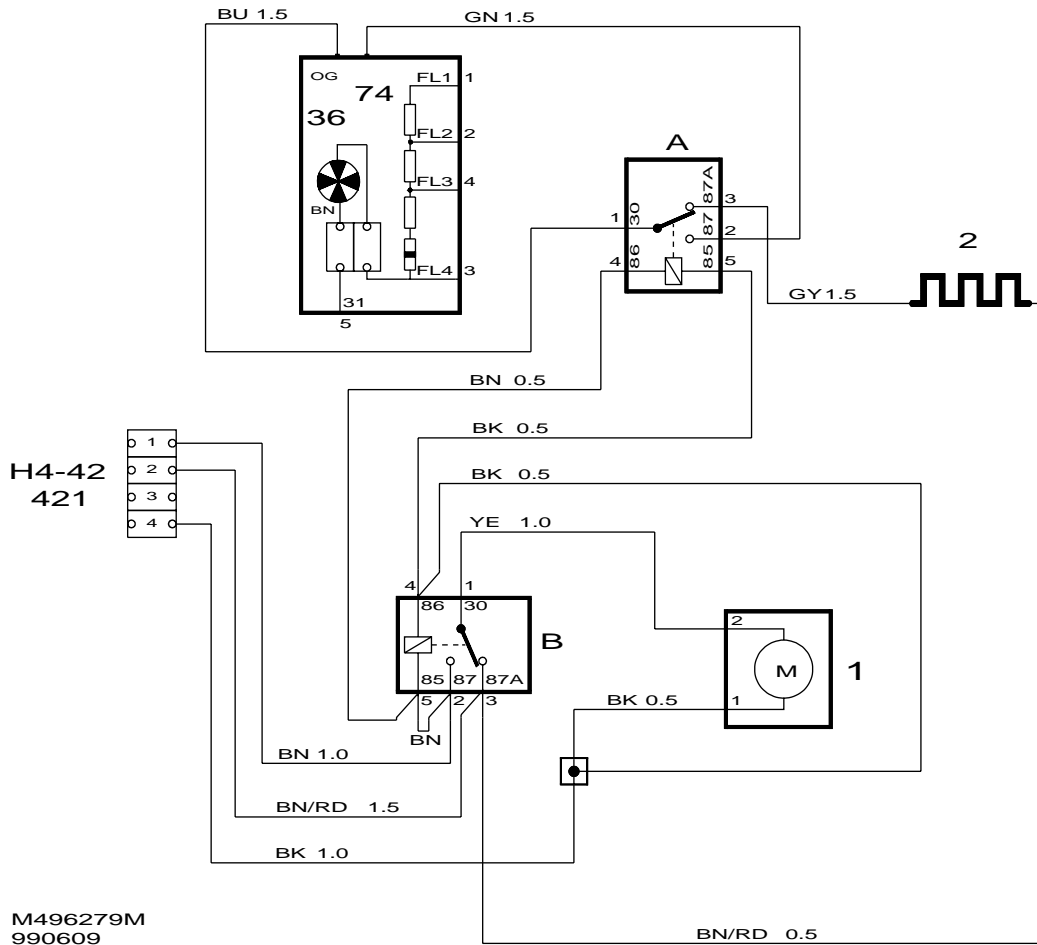 BU 1.5
GN 1.5
OG
74
36
FL1 1
FL2 2
FL3 4
BN
FL4 3
31
5
A
87A
3
1
30
87
2
4
86
85
5
2
GY1.5
BN 0.5
BK 0.5
H4-42
421
1
2
3
4
BK 0.5
YE 1.0
4
1
86
30
B
85 87 87A
5 2 3
BN
2
M
1
1
BK 0.5
BN 1.0
BN/RD 1.5
BK 1.0
BN/RD 0.5
M496279M
990609